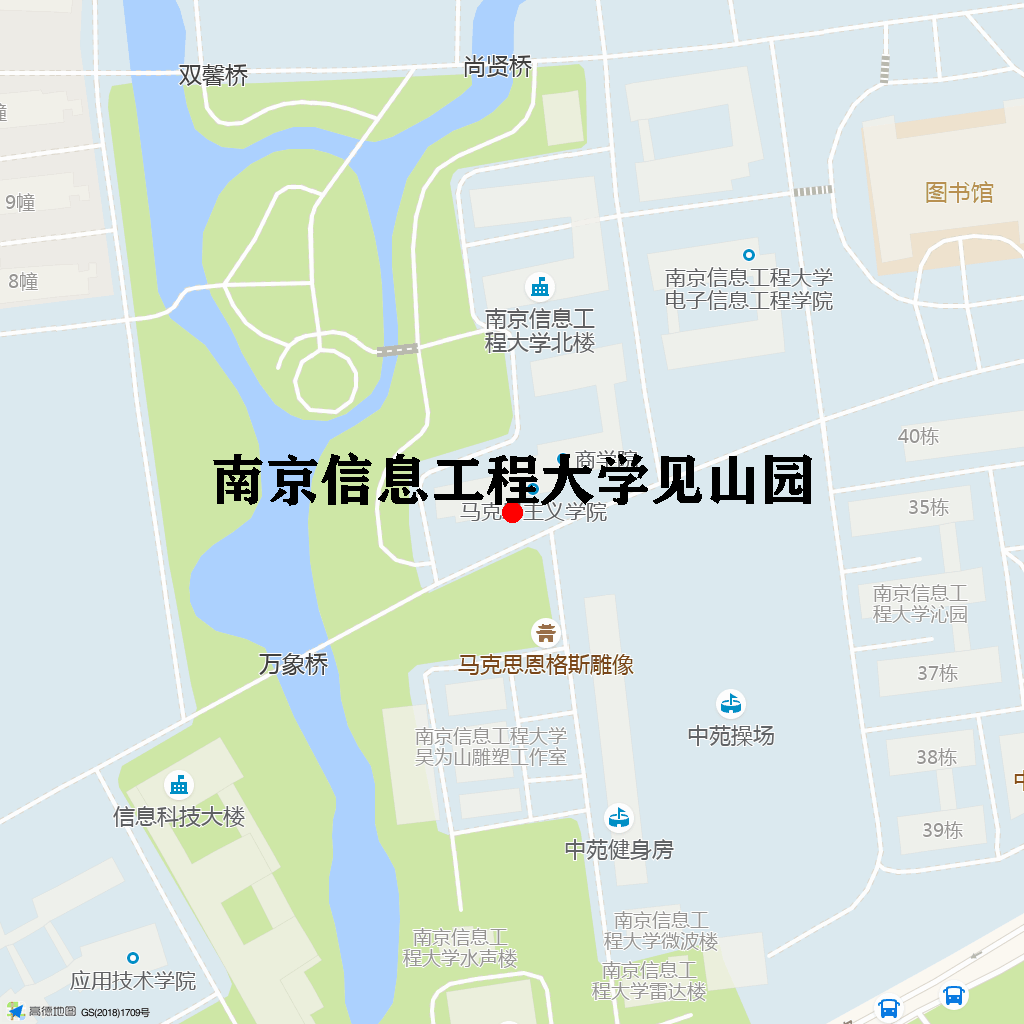 双馨桥
尚贤桥
幢
图书馆
9幢
南京信息工程大学
电子信息工程学院
8幢
南京信息工
程大学北楼
40栋
商学院
南京信息工程大学见山园
马克
主义学院
35栋
南京信息工
程大学沁园
万象桥
马克思恩格斯雕像
37栋
中苑操场
南京信息工程大学
吴为山雕塑工作室
38栋
中
信息科技大楼
39栋
中苑健身房
南京信息工
程大学微波楼
南京信息工
程大学水声楼
南京信息工
程大学雷达楼
应用技术学院
高德地图 GS(2018)1709号